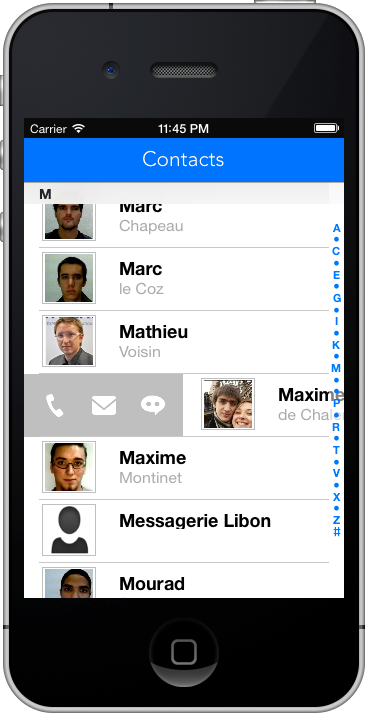 Carrier 11:45 PM
Contacts
M
Marc
Chapeau
Marc
le Coz
Mathieu
Voisin
Maxime
de Chal
Maxime
Montinet
Messagerie Libon
Mourad
A
C
E
G
I
K
M
P
R
T
V
X
Z
#